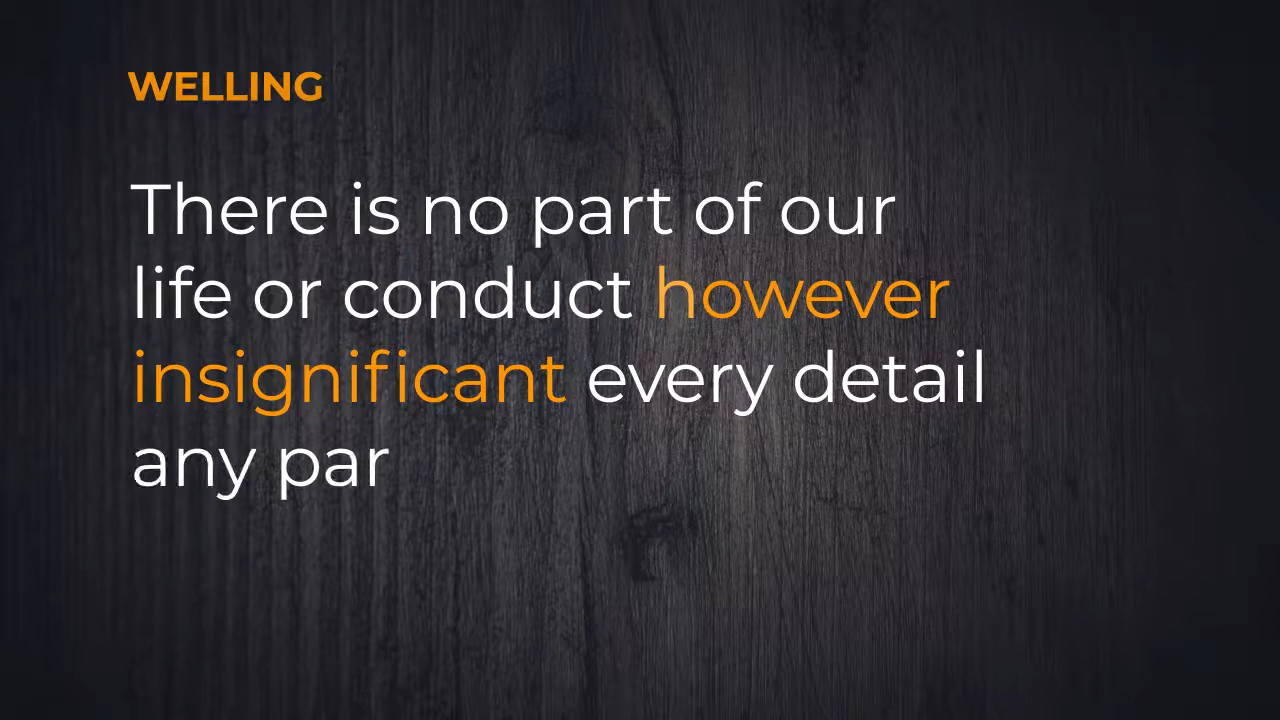 WELLING
There is no part of our
life or conduct however
insignificant every detail
any par